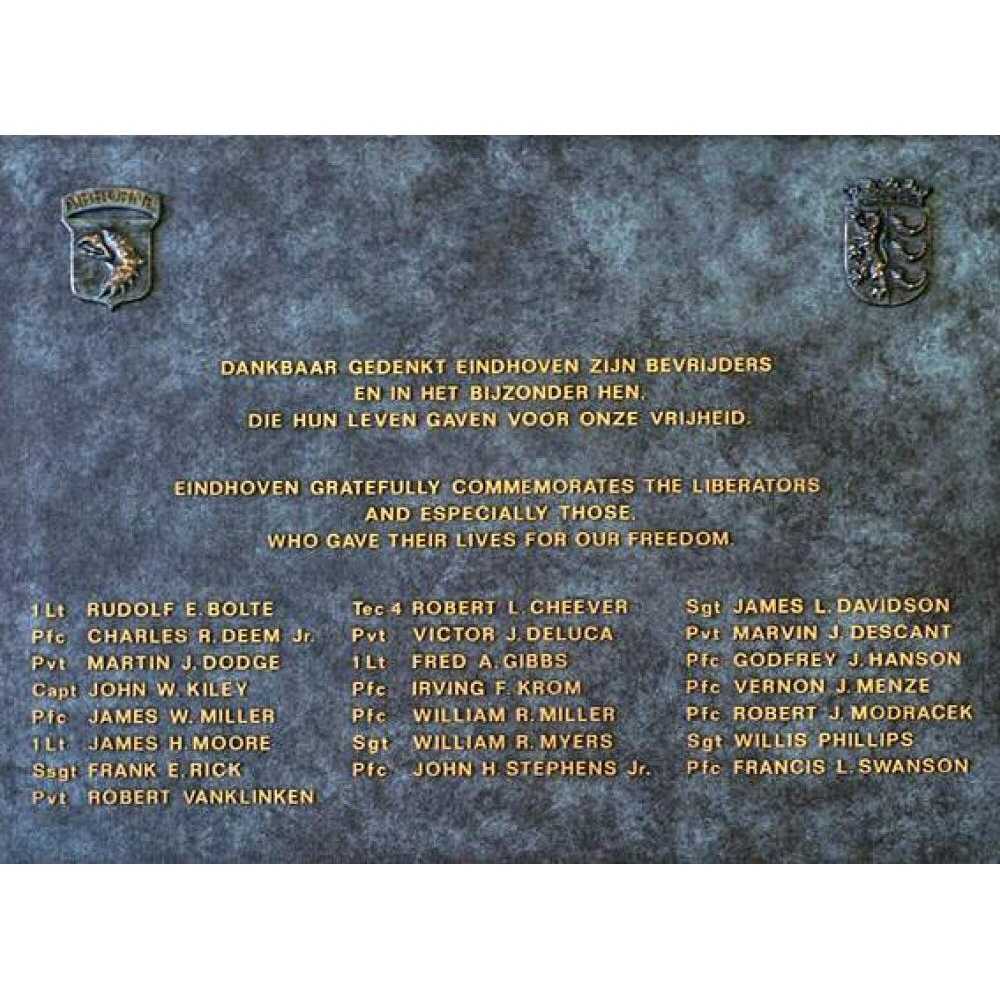 AIRBORNE
DANKBAAR GEDENKT EINDHOVEN ZIJN BEVRIJDERS
EN IN HET BIJZONDER HEN,
DIE HUN LEVEN GAVEN VOOR ONZE VRIJHEID.
EINDHOVEN GRATEFULLY COMMEMORATES THE LIBERATORS
AND ESPECIALLY THOSE,
WHO GAVE THEIR LIVES FOR OUR FREEDOM.
1 Lt RUDOLF E. BOLTE Tec 4 ROBERT L. CHEEVER Sgt JAMES L. DAVIDSON
Pfc CHARLES R. DEEM Jr. Pvt VICTOR J. DELUCA Pvt MARVIN J. DESCANT
Pvt MARTIN J. DODGE 1 Lt FRED A. GIBBS Pfc GODFREY J. HANSON
Capt JOHN W. KILEY Pfc IRVING F. KROM Pfc VERNON J. MENZE
Pfc JAMES W. MILLER Pfc WILLIAM R. MILLER Pfc ROBERT J. MODRACEK
1 Lt JAMES H. MOORE Sgt WILLIAM R. MYERS Sgt WILLIS PHILLIPS
Ssgt FRANK E. RICK Pfc JOHN H. STEPHENS Jr. Pfc FRANCIS L. SWANSON
Pvt ROBERT VANKLINKEN